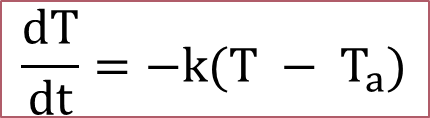 dT/dt = −k(T − Tₐ)